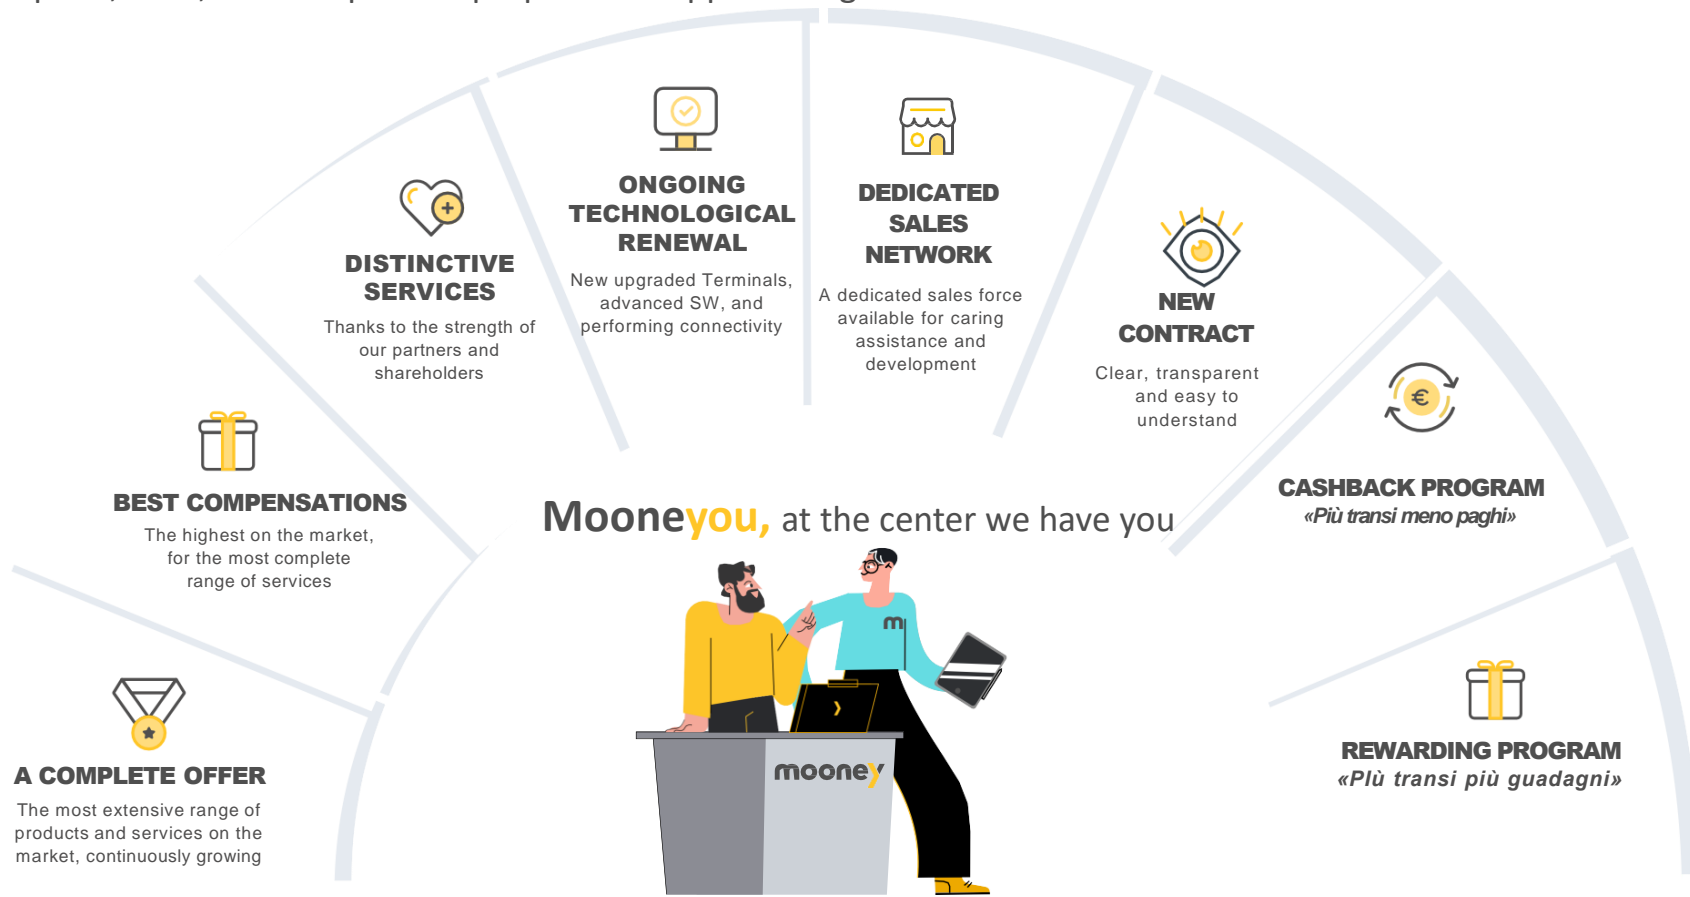 A COMPLETE OFFER
The most extensive range of
products and services on the
market, continuously growing
BEST COMPENSATIONS
The highest on the market,
for the most complete
range of services
DISTINCTIVE
SERVICES
Thanks to the strength of
our partners and
shareholders
ONGOING
TECHNOLOGICAL
RENEWAL
New upgraded Terminals,
advanced SW, and
performing connectivity
DEDICATED
SALES
NETWORK
A dedicated sales force
available for caring
assistance and
development
NEW
CONTRACT
Clear, transparent
and easy to
understand
CASHBACK PROGRAM
«Più transi meno paghi»
REWARDING PROGRAM
«PIù transi più guadagni»
Mooneyyou, at the center we have you
m
mooney